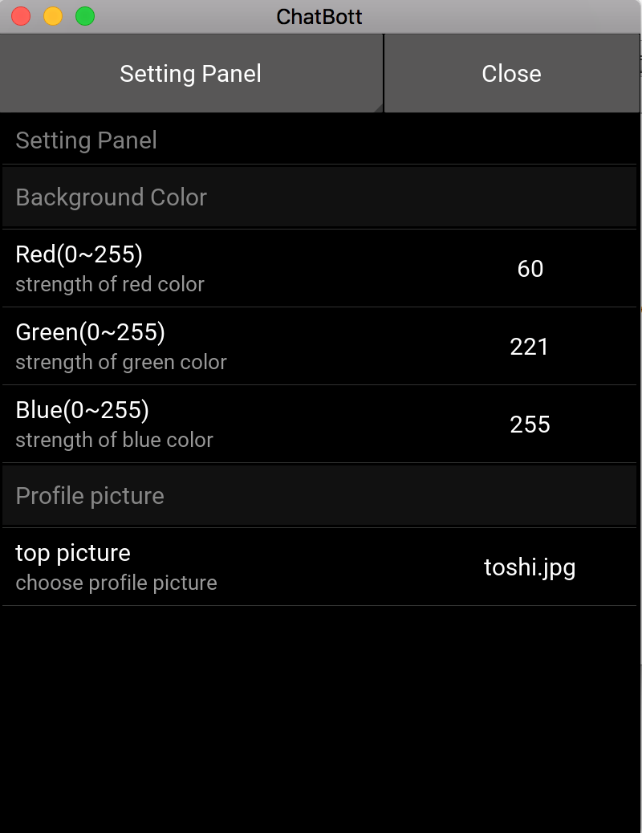 ChatBott
Setting Panel
Close
Setting Panel
Background Color
Red(0~255)
strength of red color
60
Green(0~255)
strength of green color
221
Blue(0~255)
strength of blue color
255
Profile picture
top picture
choose profile picture
toshi.jpg